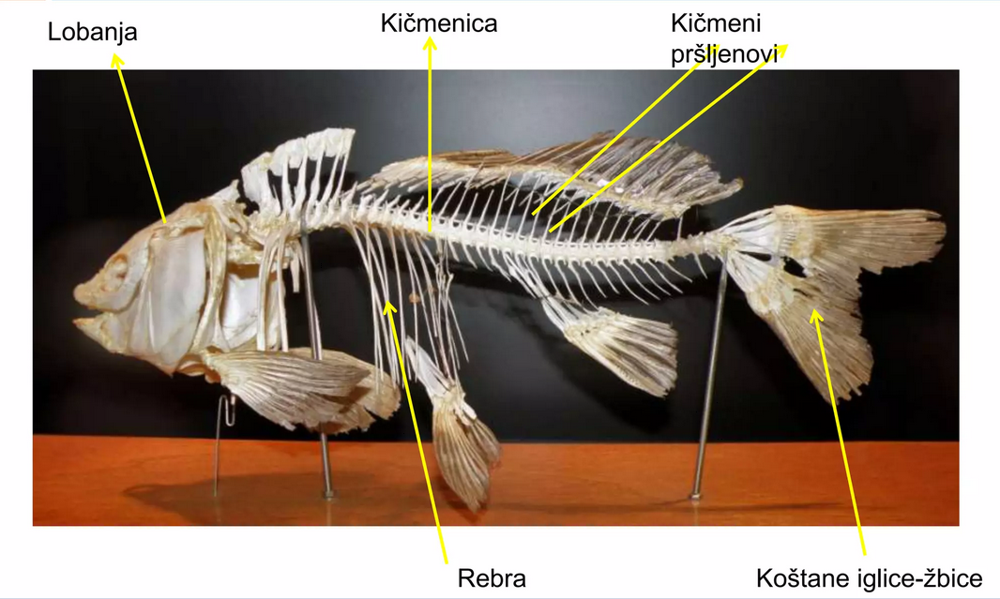 Lobanja
Kičmenica
Kičmeni
pršljenovi
Rebra
Koštane iglice-žbice